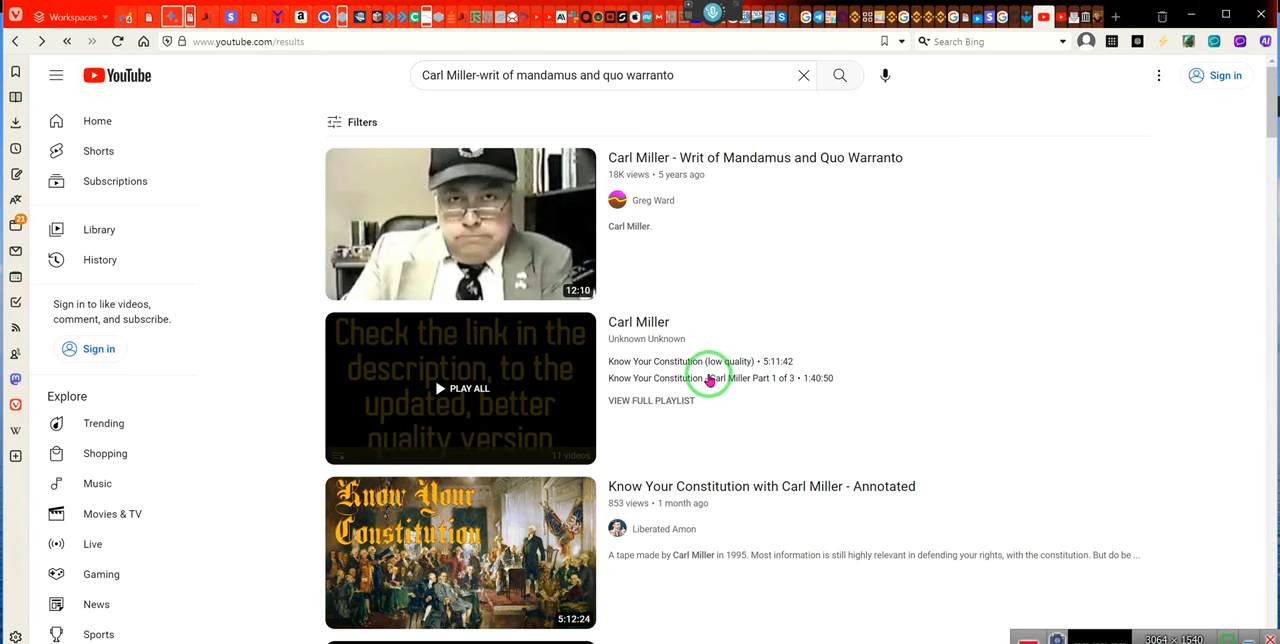 Workspaces
www.youtube.com/results
Search Bing
YouTube
Carl Miller-writ of mandamus and quo warranto
Sign in
Home
Shorts
Subscriptions
Library
History
Sign in to like videos,
comment, and subscribe.
Sign in
Explore
Trending
Shopping
Music
Movies & TV
Live
Gaming
News
Sports
21
Filters
12:10
Carl Miller - Writ of Mandamus and Quo Warranto
18K views • 5 years ago
Greg Ward
Carl Miller.
Check the link in the
description, to the
updated, better
quality version
PLAY ALL
11 videos
Carl Miller
Unknown Unknown
Know Your Constitution (low quality) • 5:11:42
Know Your Constitution Carl Miller Part 1 of 3 • 1:40:50
VIEW FULL PLAYLIST
Know Your
Constitution
5:12:24
Know Your Constitution with Carl Miller - Annotated
853 views • 1 month ago
Liberated Amon
A tape made by Carl Miller in 1995. Most information is still highly relevant in defending your rights, with the constitution. But do be ...
3064 × 1540